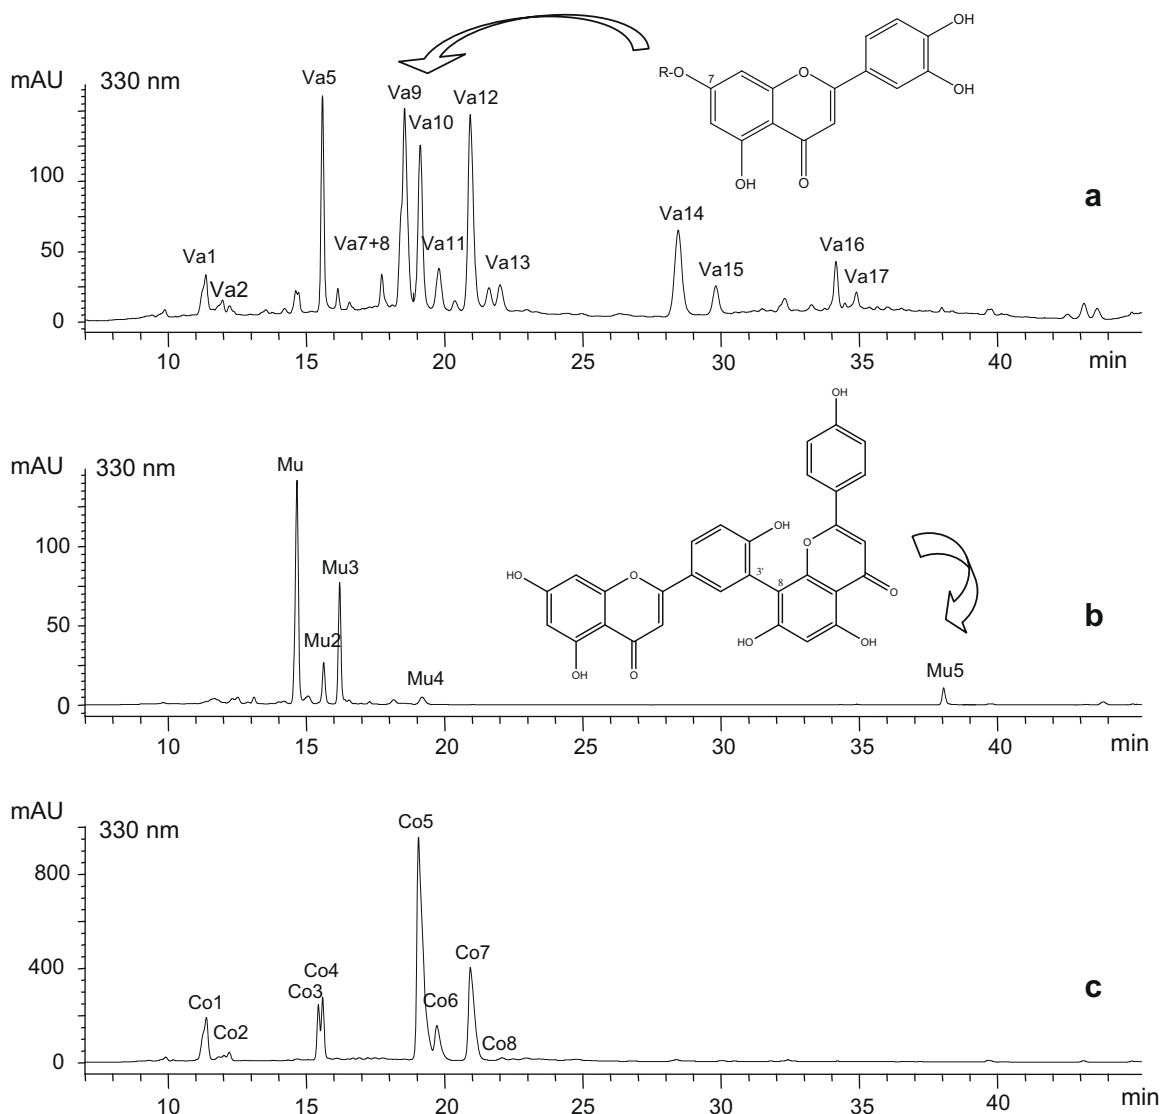 mAU
330 nm
Va5
Va9
Va10
Va12
R-O
7
O
OH
OH
OH
O
a
100
50
0
Va1
Va2
Va7+8
Va11
Va13
Va14
Va15
Va16
Va17
10
15
20
25
30
35
40
min
mAU
330 nm
Mu
Mu3
Mu2
Mu4
Mu5
100
50
0
OH
OH
HO
O
3'
8
O
O
HO
OH
OH
O
b
10
15
20
25
30
35
40
min
mAU
330 nm
Co5
800
400
0
Co1
Co2
Co3
Co4
Co6
Co7
Co8
c
10
15
20
25
30
35
40
min